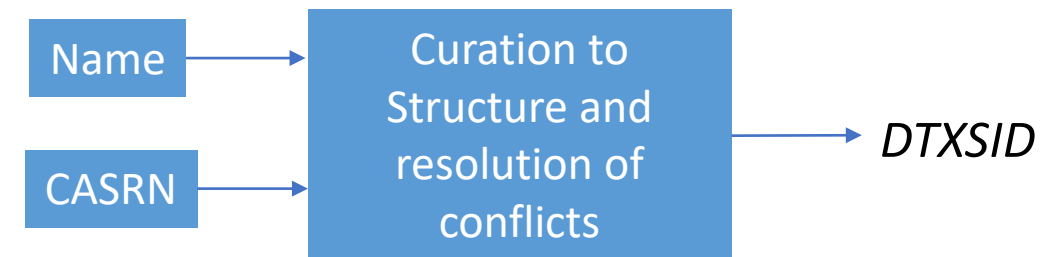 Name
CASRN
Curation to
Structure and
resolution of
conflicts
DTXSID